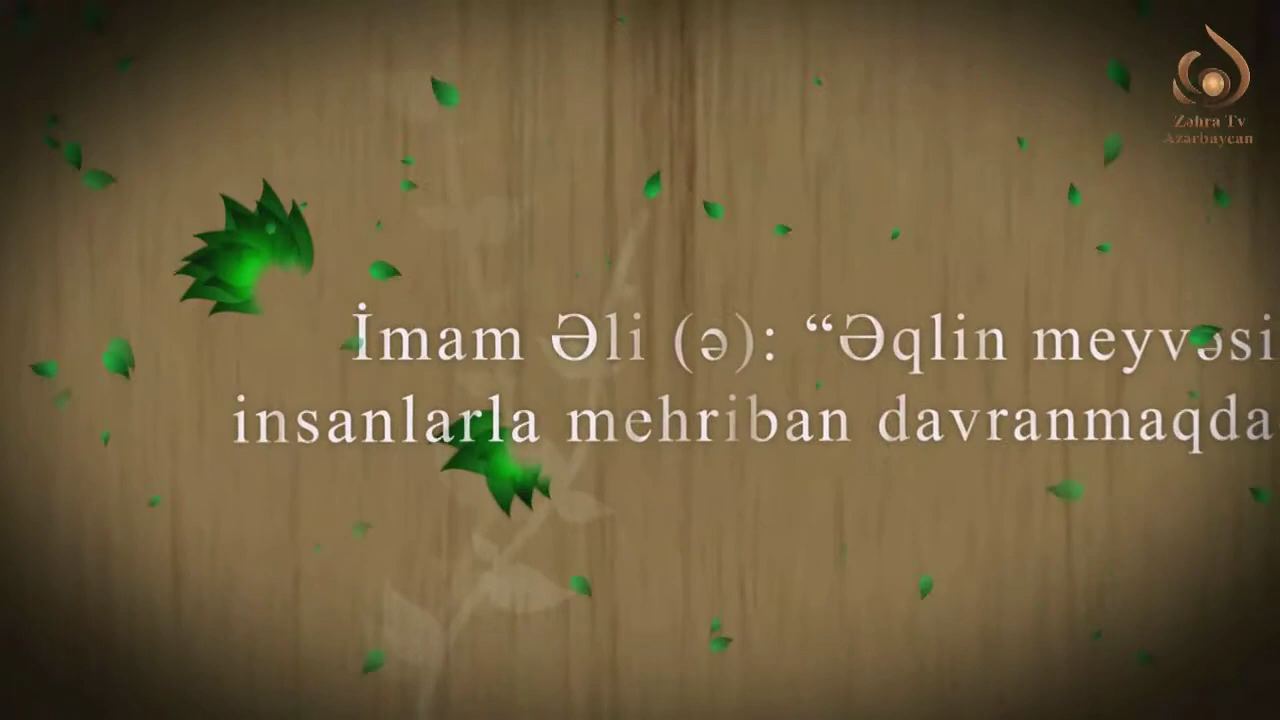 Zəhra Tv
Azərbaycan
İmam Əli (ə): “Əqlin meyvəsi
insanlarla mehriban davranmaqda